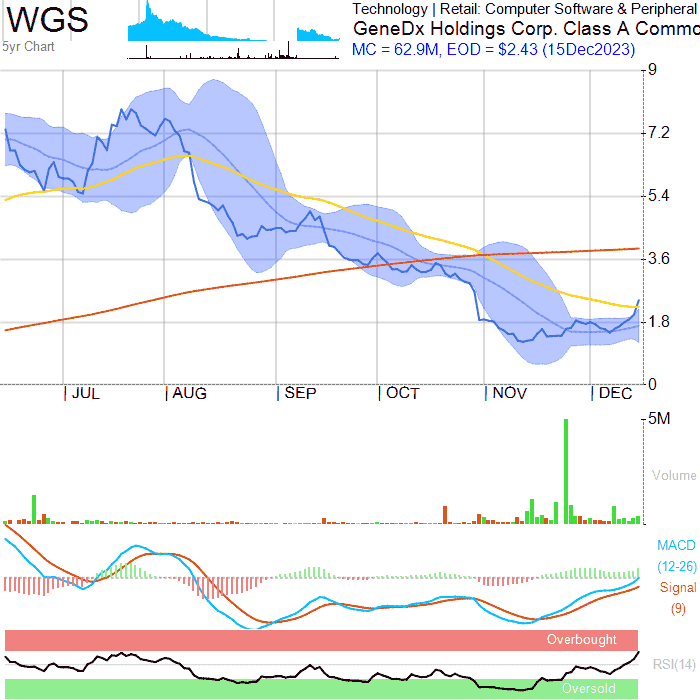 WGS
5yr Chart
Technology | Retail: Computer Software & Peripheral
GeneDx Holdings Corp. Class A Commo
MC = 62.9M, EOD = $2.43 (15Dec2023)
9
7.2
5.4
3.6
1.8
0
JUL
AUG
SEP
OCT
NOV
DEC
5M
Volume
MACD
(12-26)
Signal
(9)
Overbought
RSI(14)
Oversold